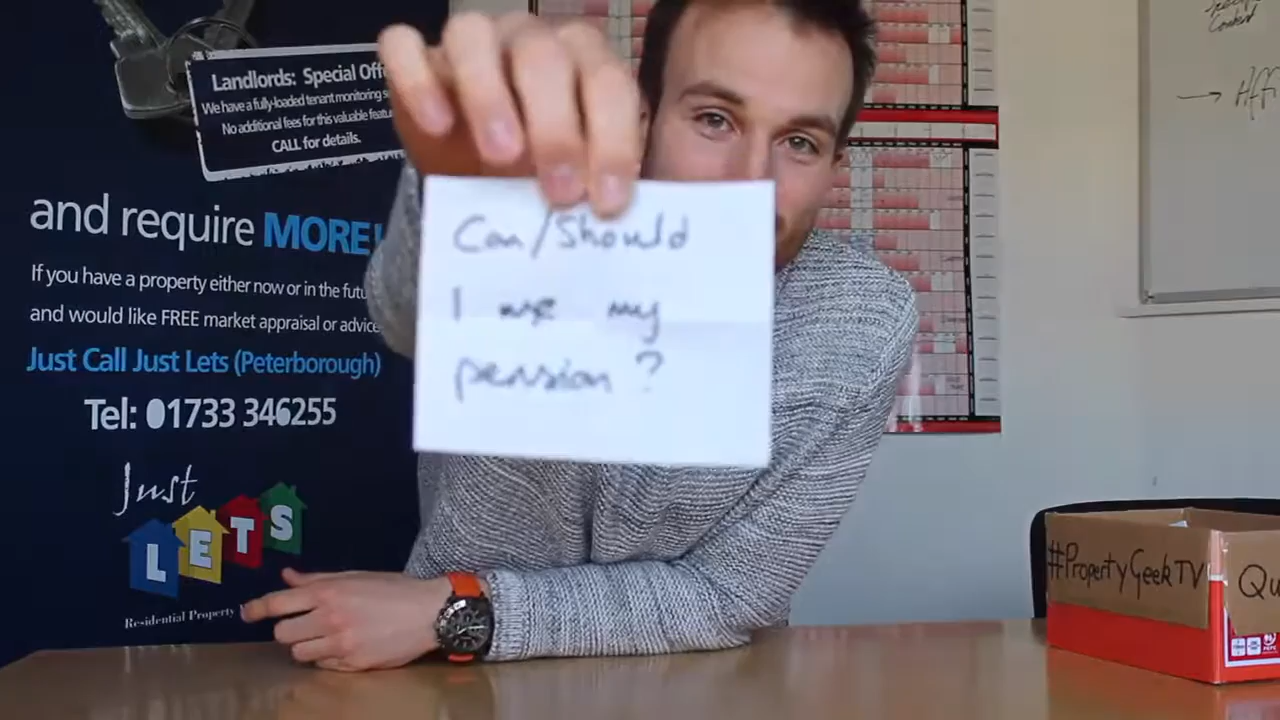 Landlords: Special Off
We have a fully-loaded tenant monitoring s
No additional fees for this valuable featu
CALL for details.
and require MORE!
If you have a property either now or in the futu
and would like FREE market appraisal or advice
Just Call Just Lets (Peterborough)
Tel: 01733 346255
Just
LETS
Residential Property
Can/Should
I use my
pension?
#PropertyGeekTV
Qu